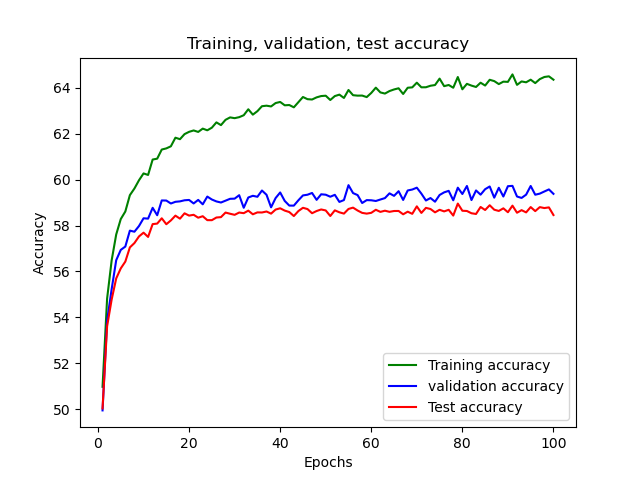 Training, validation, test accuracy
Accuracy
64
62
60
58
56
54
52
50
0 20 40 60 80 100
Epochs
Training accuracy
validation accuracy
Test accuracy